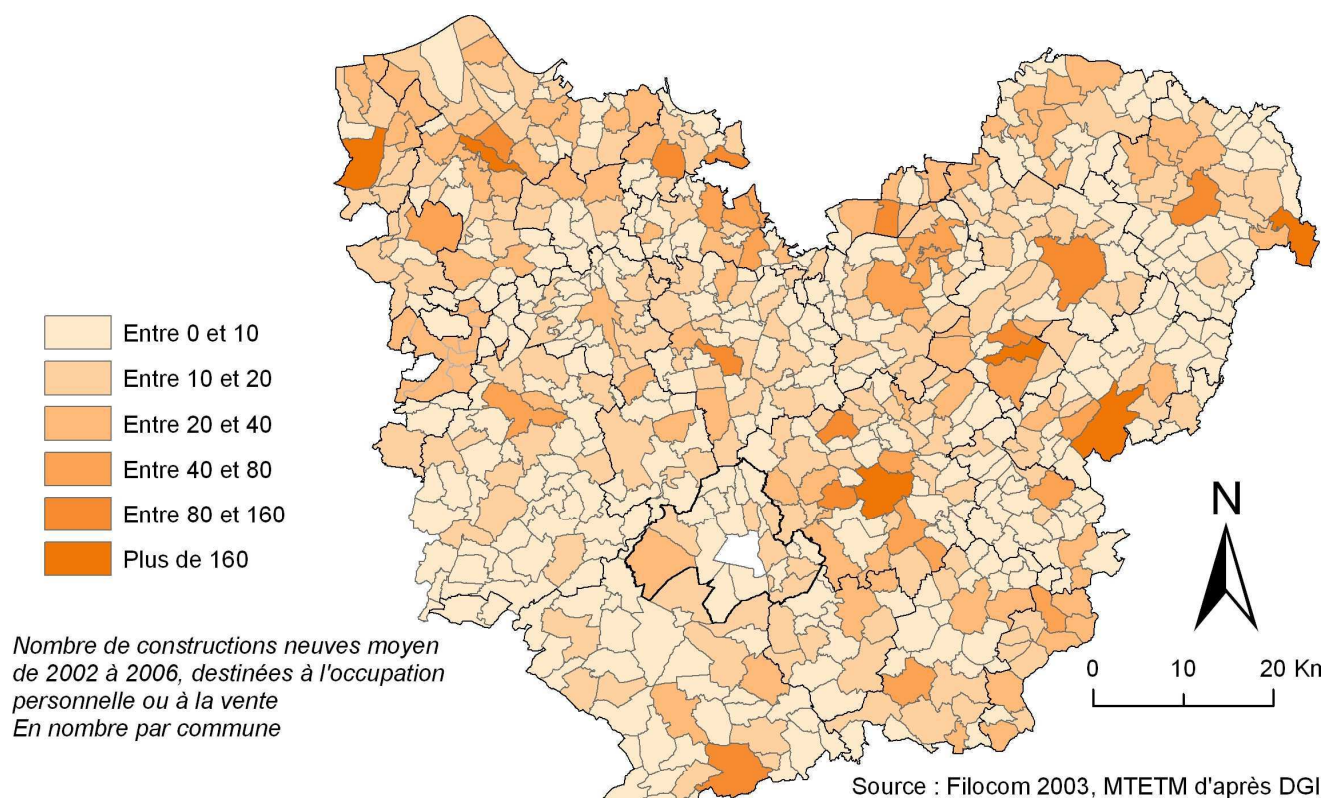 Entre 0 et 10
Entre 10 et 20
Entre 20 et 40
Entre 40 et 80
Entre 80 et 160
Plus de 160
Nombre de constructions neuves moyen
de 2002 à 2006, destinées à l'occupation
personnelle ou à la vente
En nombre par commune
N
0 10 20 Km
Source : Filocom 2003, MTETM d'après DGI